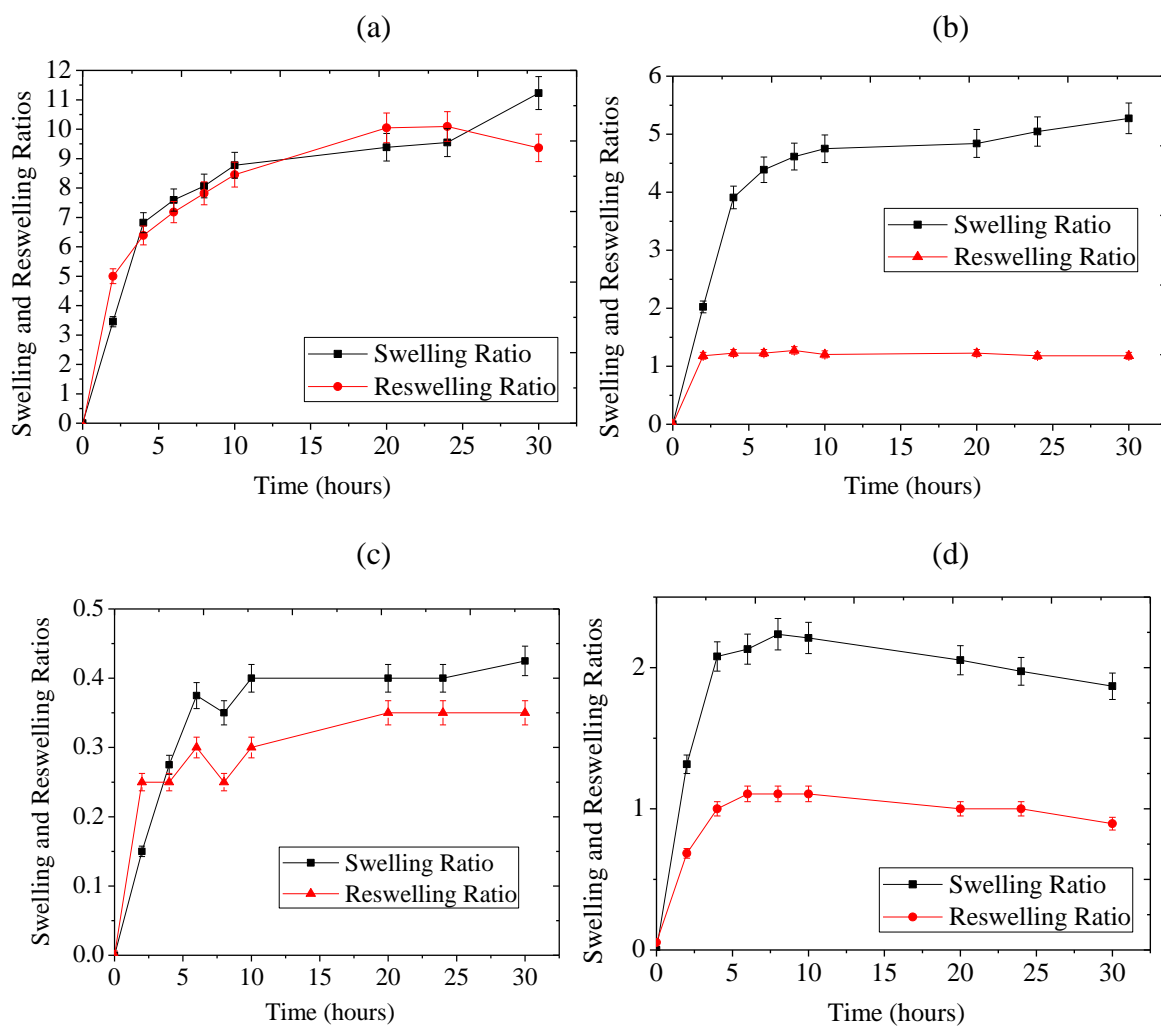 (a)
Swelling and Reswelling Ratios
12
11
10
9
8
7
6
5
4
3
2
1
0
Swelling Ratio
Reswelling Ratio
0 5 10 15 20 25 30
Time (hours)
(b)
Swelling and Reswelling Ratios
6
5
4
3
2
1
0
Swelling Ratio
Reswelling Ratio
0 5 10 15 20 25 30
Time (hours)
(c)
Swelling and Reswelling Ratios
0.5
0.4
0.3
0.2
0.1
0.0
Swelling Ratio
Reswelling Ratio
0 5 10 15 20 25 30
Time (hours)
(d)
Swelling and Reswelling Ratios
2
1
0
Swelling Ratio
Reswelling Ratio
0 5 10 15 20 25 30
Time (hours)